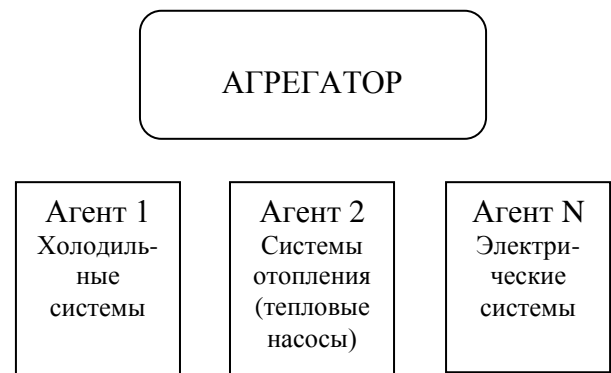 АГРЕГАТОР
Агент 1
Холодиль-
ные
системы
Агент 2
Системы
отопления
(тепловые
насосы)
Агент N
Электри-
ческие
системы